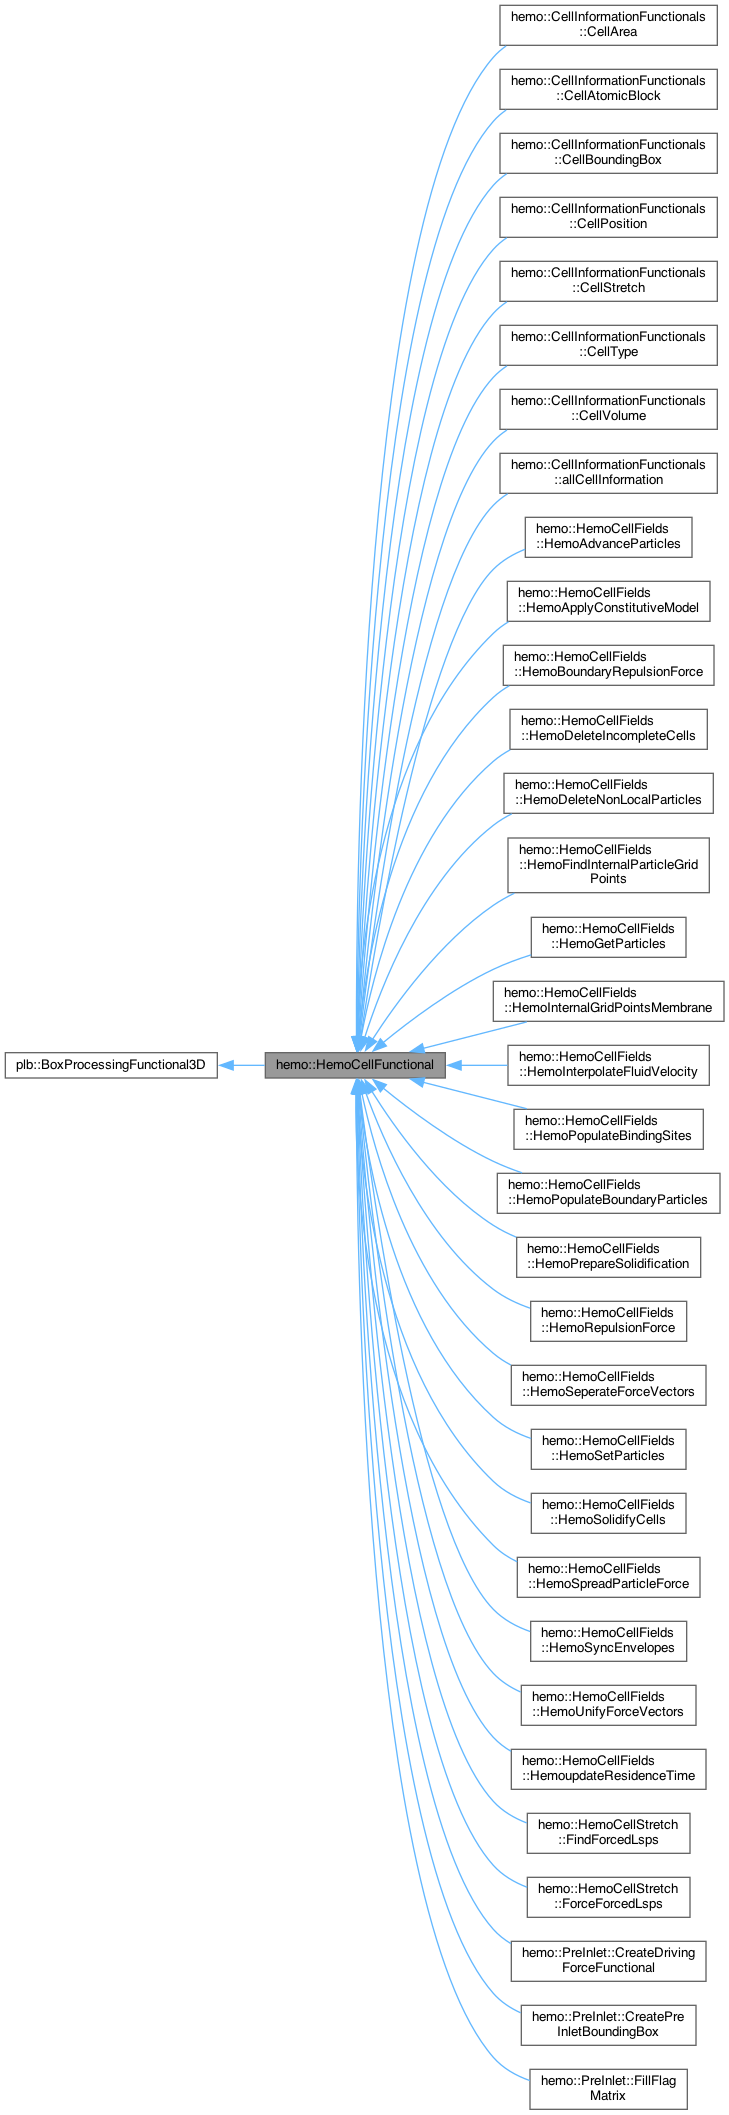 hemo::CellInformationFunctionals
::CellArea
hemo::CellInformationFunctionals
::CellAtomicBlock
hemo::CellInformationFunctionals
::CellBoundingBox
hemo::CellInformationFunctionals
::CellPosition
hemo::CellInformationFunctionals
::CellStretch
hemo::CellInformationFunctionals
::CellType
hemo::CellInformationFunctionals
::CellVolume
hemo::CellInformationFunctionals
::allCellInformation
hemo::HemoCellFields
::HemoAdvanceParticles
hemo::HemoCellFields
::HemoApplyConstitutiveModel
hemo::HemoCellFields
::HemoBoundaryRepulsionForce
hemo::HemoCellFields
::HemoDeleteIncompleteCells
hemo::HemoCellFields
::HemoDeleteNonLocalParticles
hemo::HemoCellFields
::HemoFindInternalParticleGrid
Points
hemo::HemoCellFields
::HemoGetParticles
hemo::HemoCellFields
::HemoInternalGridPointsMembrane
plb::BoxProcessingFunctional3D
hemo::HemoCellFunctional
hemo::HemoCellFields
::HemoInterpolateFluidVelocity
hemo::HemoCellFields
::HemoPopulateBindingSites
hemo::HemoCellFields
::HemoPopulateBoundaryParticles
hemo::HemoCellFields
::HemoPrepareSolidification
hemo::HemoCellFields
::HemoRepulsionForce
hemo::HemoCellFields
::HemoSeperateForceVectors
hemo::HemoCellFields
::HemoSetParticles
hemo::HemoCellFields
::HemoSolidifyCells
hemo::HemoCellFields
::HemoSpreadParticleForce
hemo::HemoCellFields
::HemoSyncEnvelopes
hemo::HemoCellFields
::HemoUnifyForceVectors
hemo::HemoCellFields
::HemoupdateResidenceTime
hemo::HemoCellStretch
::FindForcedLsps
hemo::HemoCellStretch
::ForceForcedLsps
hemo::PreInlet::CreateDriving
ForceFunctional
hemo::PreInlet::CreatePre
InletBoundingBox
hemo::PreInlet::FillFlag
Matrix